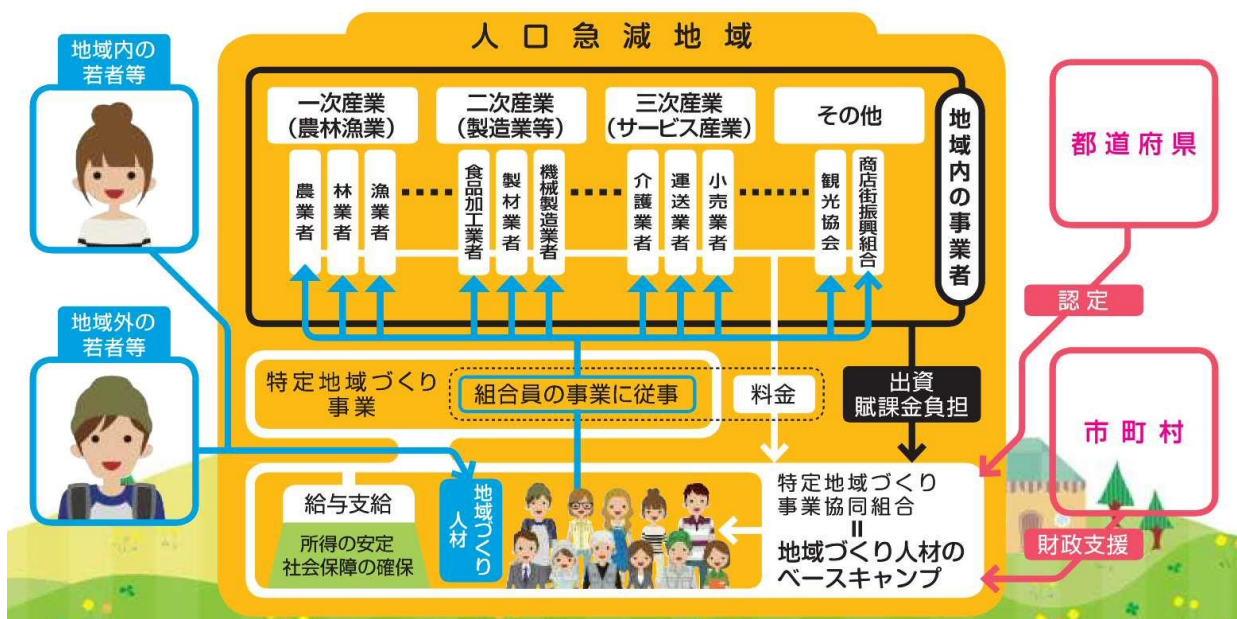 人口急減地域
地域内の
若者等
地域外の
若者等
一次産業
(農林漁業)
二次産業
(製造業等)
三次産業
(サービス産業)
その他
農業者
林業者
漁業者
食品加工業者
製材業者
機械製造業者
介護業者
運送業者
小売業者
観光協会
商店街振興組合
地域内の事業者
都道府県
認定
市町村
財政支援
特定地域づくり
事業
組合員の事業に従事
料金
出資
賦課金負担
給与支給
所得の安定
社会保障の確保
地域づくり
人材
特定地域づくり
事業協同組合
＝
地域づくり人材の
ベースキャンプ